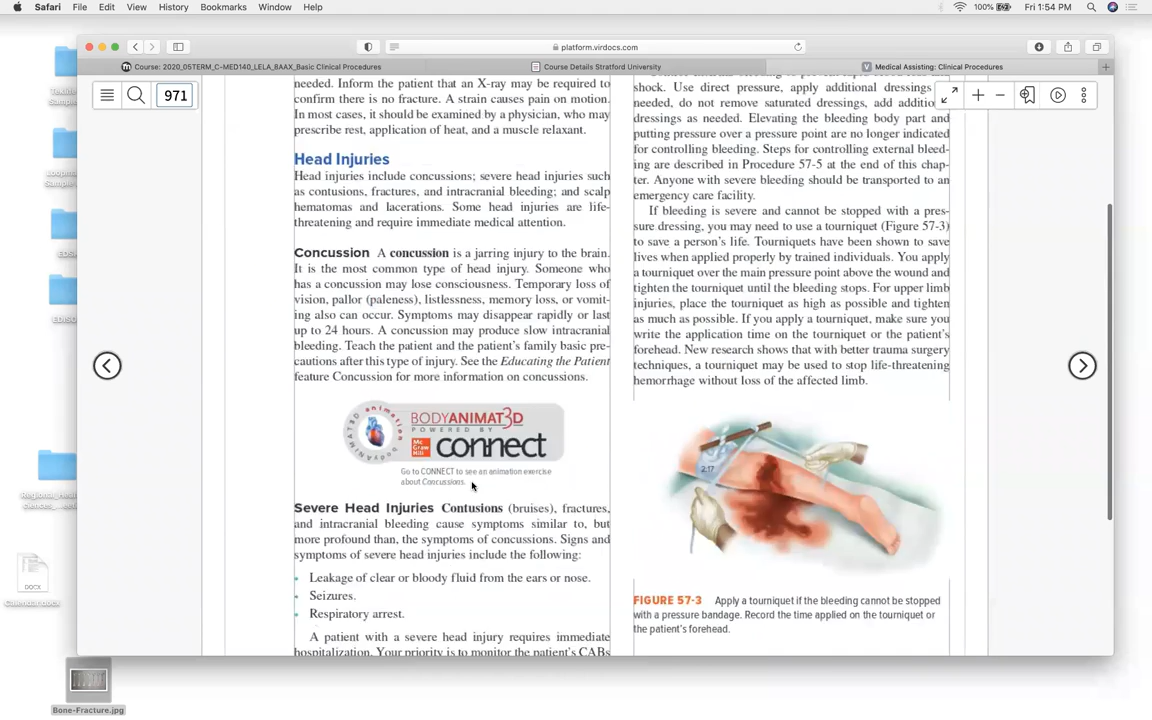 Safari File Edit View History Bookmarks Window Help
100% Fri 1:54 PM
platform.virdocs.com
Course: 2020_05TERM_C-MED140_LELA_8AAX_Basic Clinical Procedures
Course Details Stratford University
Medical Assisting: Clinical Procedures
971
needed. Inform the patient that an X-ray may be required to
confirm there is no fracture. A strain causes pain on motion.
In most cases, it should be examined by a physician, who may
prescribe rest, application of heat, and a muscle relaxant.
Head Injuries
Head injuries include concussions; severe head injuries such
as contusions, fractures, and intracranial bleeding; and scalp
hematomas and lacerations. Some head injuries are life-
threatening and require immediate medical attention.
Concussion A concussion is a jarring injury to the brain.
It is the most common type of head injury. Someone who
has a concussion may lose consciousness. Temporary loss of
vision, pallor (paleness), listlessness, memory loss, or vomit-
ing also can occur. Symptoms may disappear rapidly or last
up to 24 hours. A concussion may produce slow intracranial
bleeding. Teach the patient and the patient's family basic pre-
cautions after this type of injury. See the Educating the Patient
feature Concussion for more information on concussions.
animation
BODYANIMAT3D
POWERED BY
Mc Graw Hill connect
Go to CONNECT to see an animation exercise
about Concussions.
Severe Head Injuries Contusions (bruises), fractures,
and intracranial bleeding cause symptoms similar to, but
more profound than, the symptoms of concussions. Signs and
symptoms of severe head injuries include the following:
• Leakage of clear or bloody fluid from the ears or nose.
• Seizures.
• Respiratory arrest.
A patient with a severe head injury requires immediate
hospitalization. Your priority is to monitor the patient's CABs
shock. Use direct pressure, apply additional dressings
needed, do not remove saturated dressings, add addition
dressings as needed. Elevating the bleeding body part and
putting pressure over a pressure point are no longer indicated
for controlling bleeding. Steps for controlling external bleed-
ing are described in Procedure 57-5 at the end of this chap-
ter. Anyone with severe bleeding should be transported to an
emergency care facility.
If bleeding is severe and cannot be stopped with a pres-
sure dressing, you may need to use a tourniquet (Figure 57-3)
to save a person's life. Tourniquets have been shown to save
lives when applied properly by trained individuals. You apply
a tourniquet over the main pressure point above the wound and
tighten the tourniquet until the bleeding stops. For upper limb
injuries, place the tourniquet as high as possible and tighten
as much as possible. If you apply a tourniquet, make sure you
write the application time on the tourniquet or the patient's
forehead. New research shows that with better trauma surgery
techniques, a tourniquet may be used to stop life-threatening
hemorrhage without loss of the affected limb.
2:17
FIGURE 57-3 Apply a tourniquet if the bleeding cannot be stopped
with a pressure bandage. Record the time applied on the tourniquet or
the patient's forehead.
DOCX
Calendar.docx
Bone-Fracture.jpg